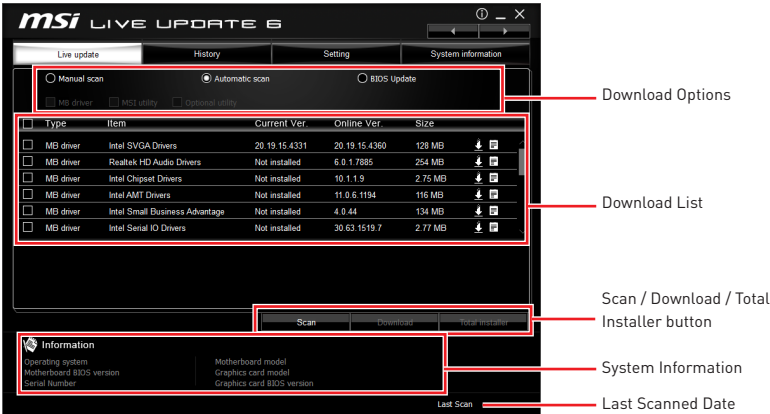 msi LIVE UPDATE 6
Live update History Setting System information
Manual scan Automatic scan BIOS Update
MB driver MSI utility Optional utility
Download Options
Type Item Current Ver. Online Ver. Size
MB driver Intel SVGA Drivers 20.19.15.4331 20.19.15.4360 128 MB
MB driver Realtek HD Audio Drivers Not installed 6.0.1.7885 254 MB
MB driver Intel Chipset Drivers Not installed 10.1.1.9 2.75 MB
MB driver Intel AMT Drivers Not installed 11.0.6.1194 116 MB
Download List
MB driver Intel Small Business Advantage Not installed 4.0.44 134 MB
MB driver Intel Serial IO Drivers Not installed 30.63.1519.7 2.77 MB
Scan Download Total installer
Scan / Download / Total
Installer button
Information
Operating system Motherboard model
Motherboard BIOS version Graphics card model
Serial Number Graphics card BIOS version
System Information
Last Scan
Last Scanned Date